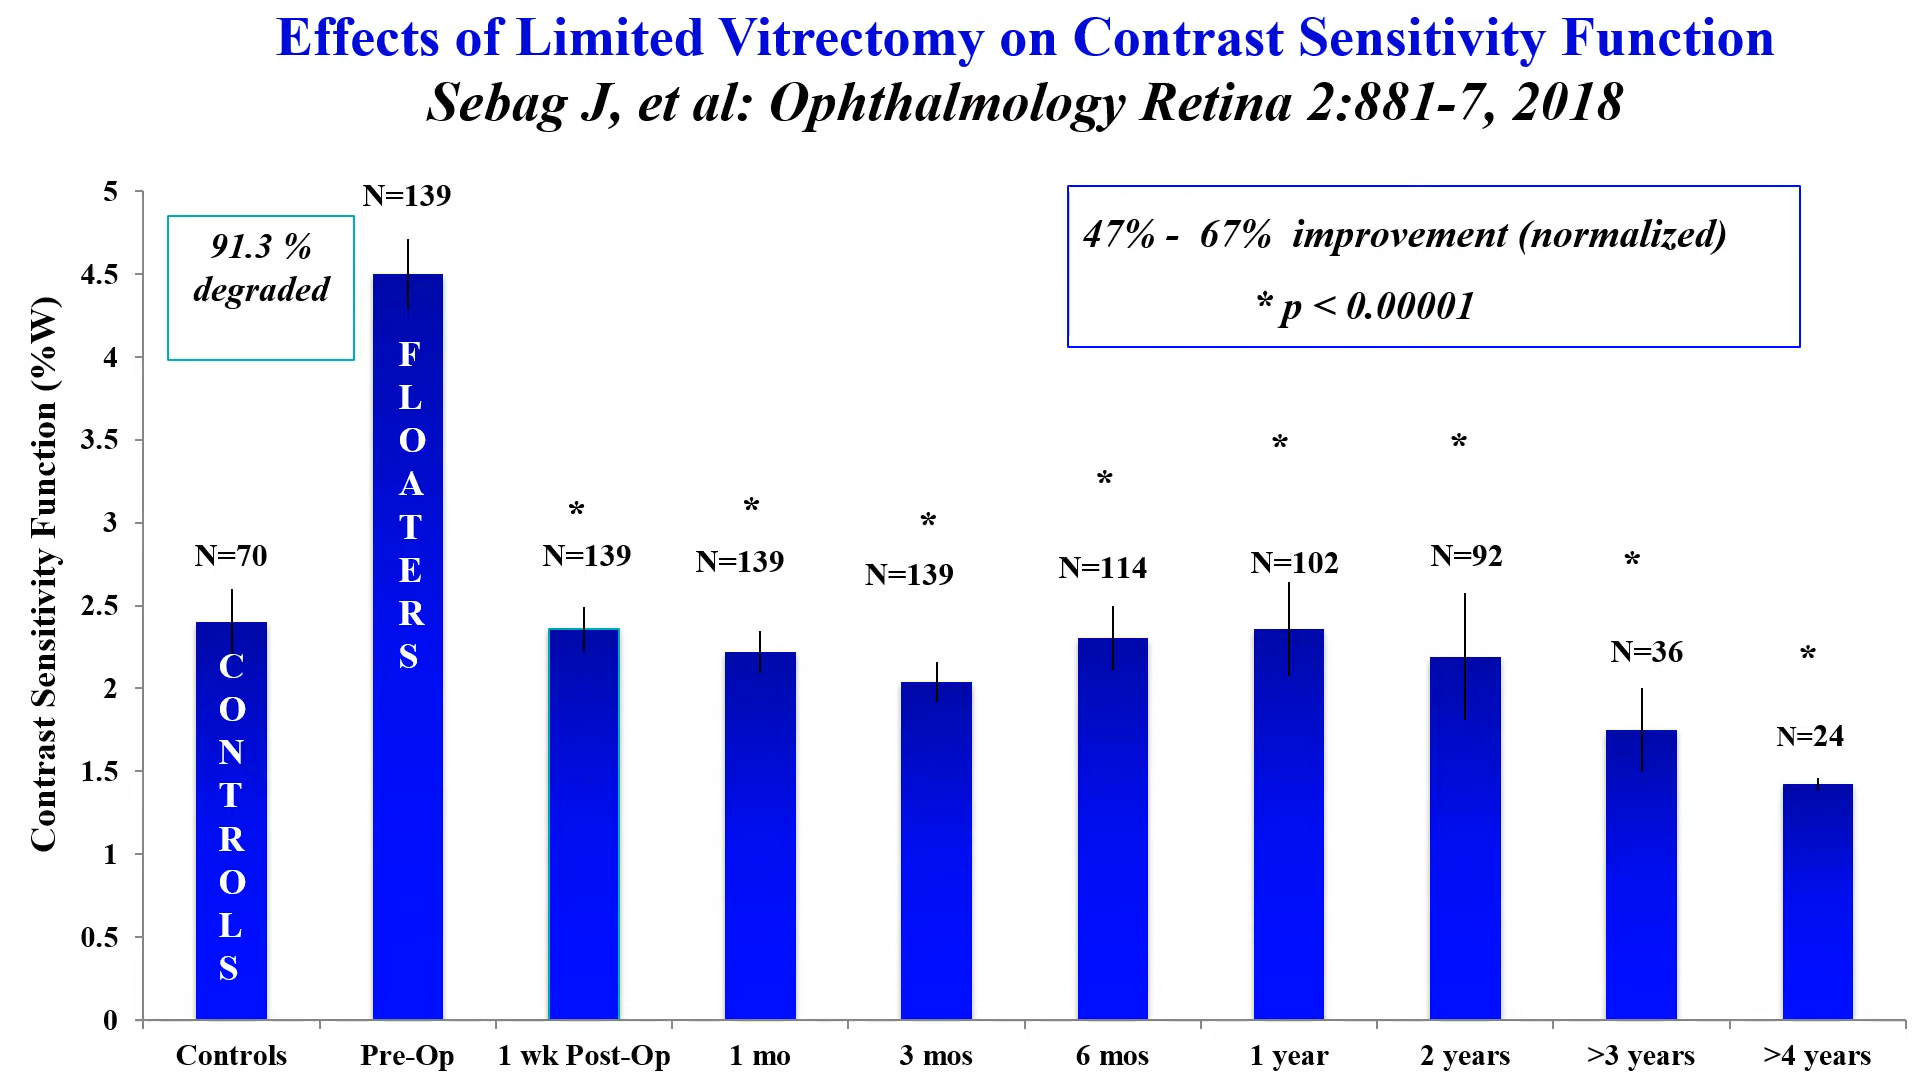 Effects of Limited Vitrectomy on Contrast Sensitivity Function
Sebag J, et al: Ophthalmology Retina 2:881-7, 2018
91.3 %
degraded
47% - 67% improvement (normalized)
* p < 0.00001
Contrast Sensitivity Function (%W)
5
4.5
4
3.5
3
2.5
2
1.5
1
0.5
0
N=70
N=139
N=139
N=139
N=139
N=114
N=102
N=92
N=36
N=24
*
*
*
*
*
*
*
*
CONTROLS
FLOATERS
Controls
Pre-Op
1 wk Post-Op
1 mo
3 mos
6 mos
1 year
2 years
>3 years
>4 years